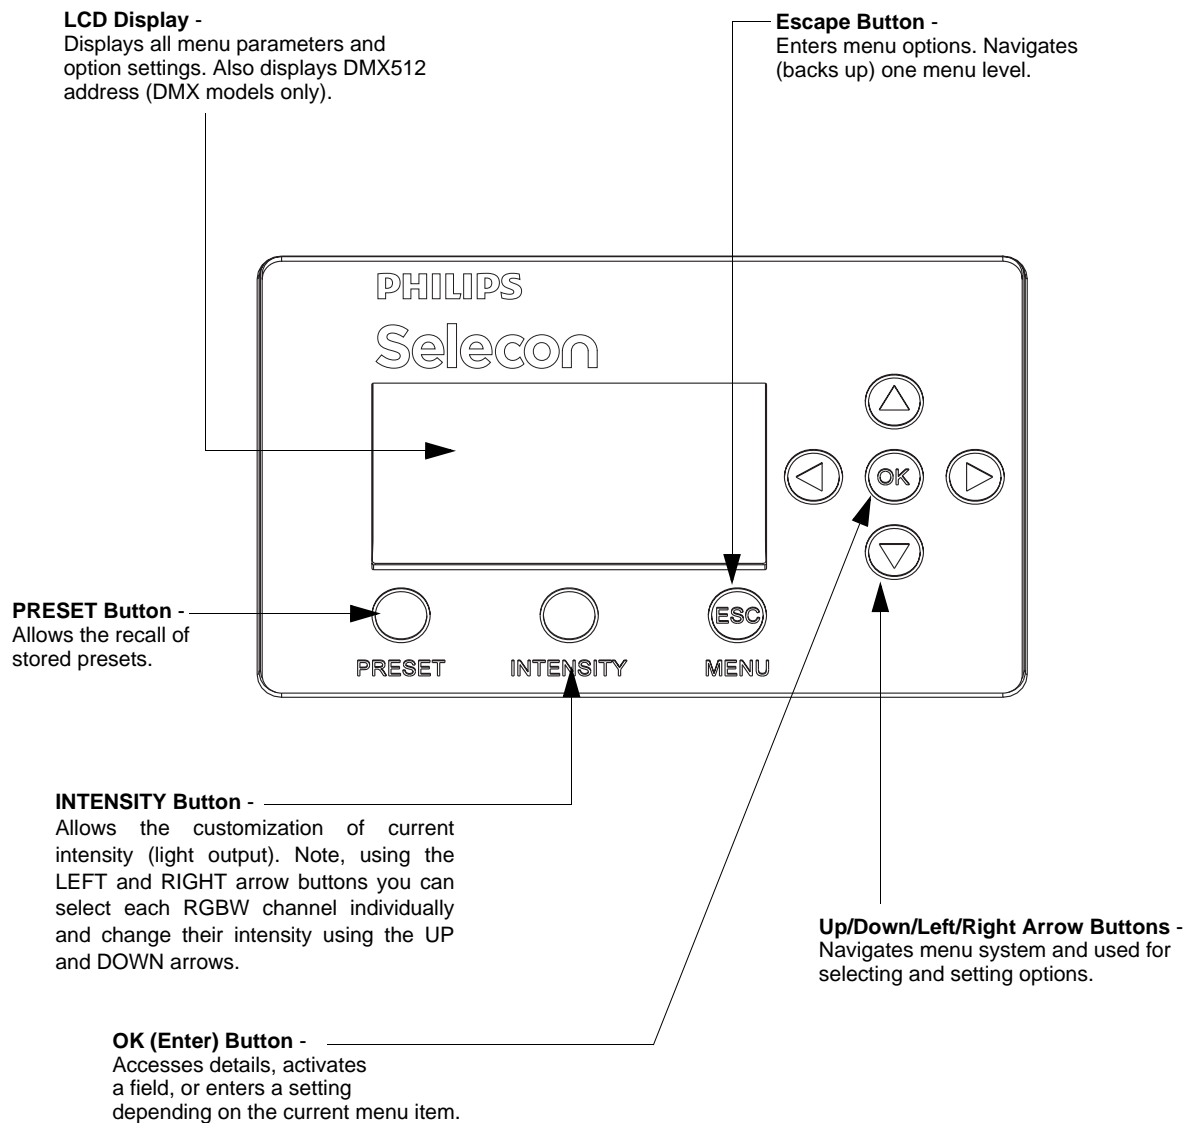 LCD Display -
Displays all menu parameters and
option settings. Also displays DMX512
address (DMX models only).
Escape Button -
Enters menu options. Navigates
(backs up) one menu level.
PHILIPS
Selecon
OK
ESC
PRESET
INTENSITY
MENU
PRESET Button -
Allows the recall of
stored presets.
INTENSITY Button -
Allows the customization of current
intensity (light output). Note, using the
LEFT and RIGHT arrow buttons you can
select each RGBW channel individually
and change their intensity using the UP
and DOWN arrows.
Up/Down/Left/Right Arrow Buttons -
Navigates menu system and used for
selecting and setting options.
OK (Enter) Button -
Accesses details, activates
a field, or enters a setting
depending on the current menu item.